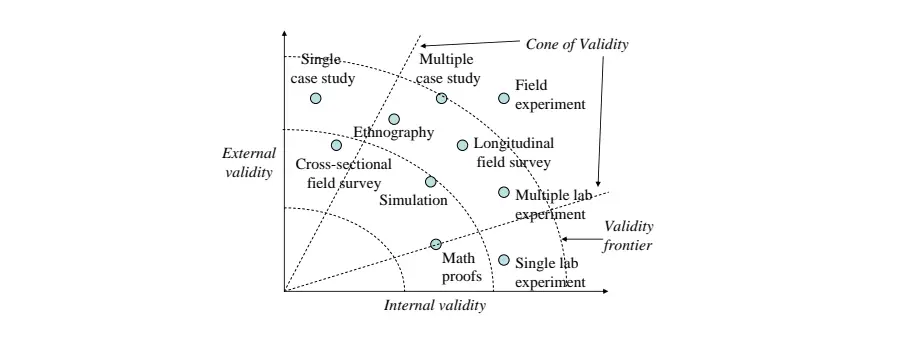 Cone of Validity
Single
case study
Multiple
case study
Field
experiment
Ethnography
Longitudinal
field survey
External
validity
Cross-sectional
field survey
Simulation
Multiple lab
experiment
Validity
frontier
Math
proofs
Single lab
experiment
Internal validity